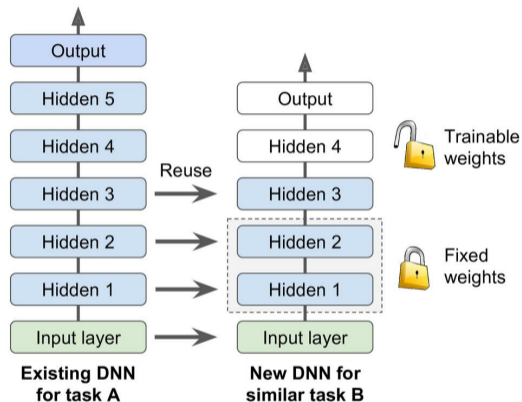 Output
Hidden 5
Hidden 4
Hidden 3
Hidden 2
Hidden 1
Input layer
Existing DNN
for task A
Reuse
Output
Hidden 4
Hidden 3
Hidden 2
Hidden 1
Input layer
New DNN for
similar task B
Trainable
weights
Fixed
weights